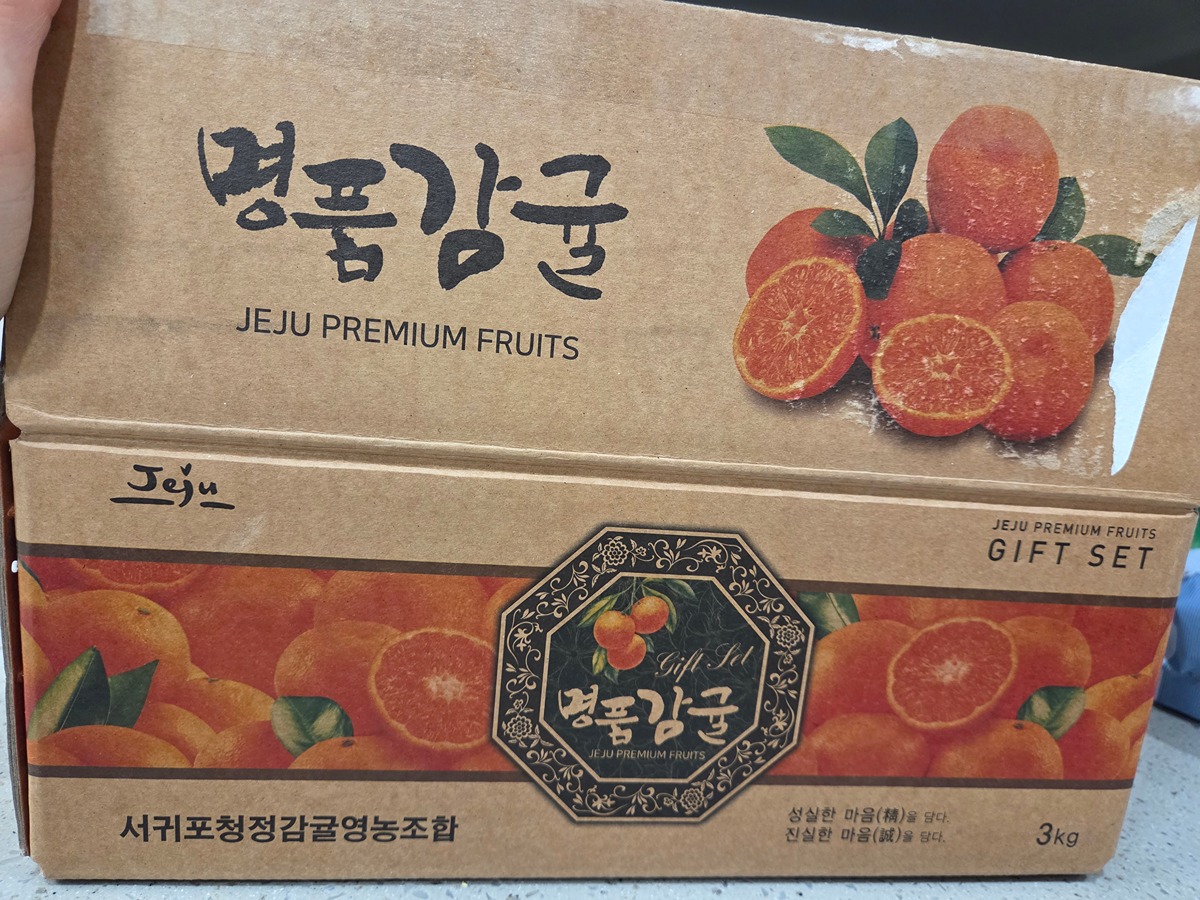 명품감귤
JEJU PREMIUM FRUITS
Jeju
JEJU PREMIUM FRUITS
GIFT SET
Gift Set
명품감귤
JEJU PREMIUM FRUITS
서귀포청정감귤영농조합
성실한 마음(精)을 담다.
진실한 마음(誠)을 담다.
3kg